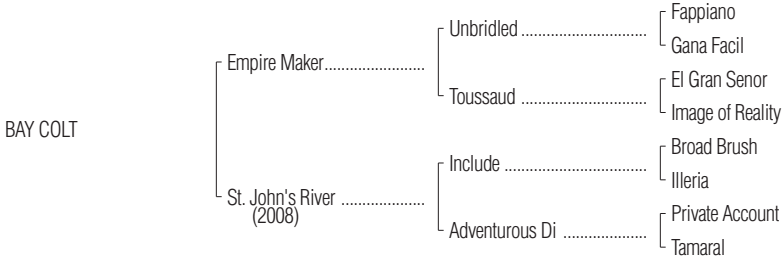 Fappiano
Unbridled ..........................................
Gana Facil
Empire Maker........................
El Gran Senor
Toussaud ..........................................
Image of Reality
BAY COLT
Broad Brush
Include ..........................................
Illeria
St. John's River ....................
(2008)
Private Account
Adventurous Di ........................
Tamaral